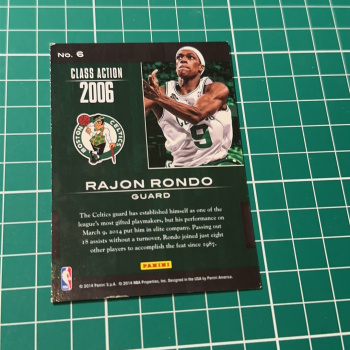 No. 6
CLASS ACTION
2006
BOSTON
CELTICS
9
RAJON RONDO
GUARD
The Celtics guard has established himself as one of the
league's most gifted playmakers, but his performance on
March 9, 2014 put him in elite company. Passing out
18 assists without a turnover, Rondo joined just eight
other players to accomplish the feat since 1987.
PANINI
© 2014 Panini S.p.A. © 2014 NBA Properties, Inc. Designed in the USA by Panini America.